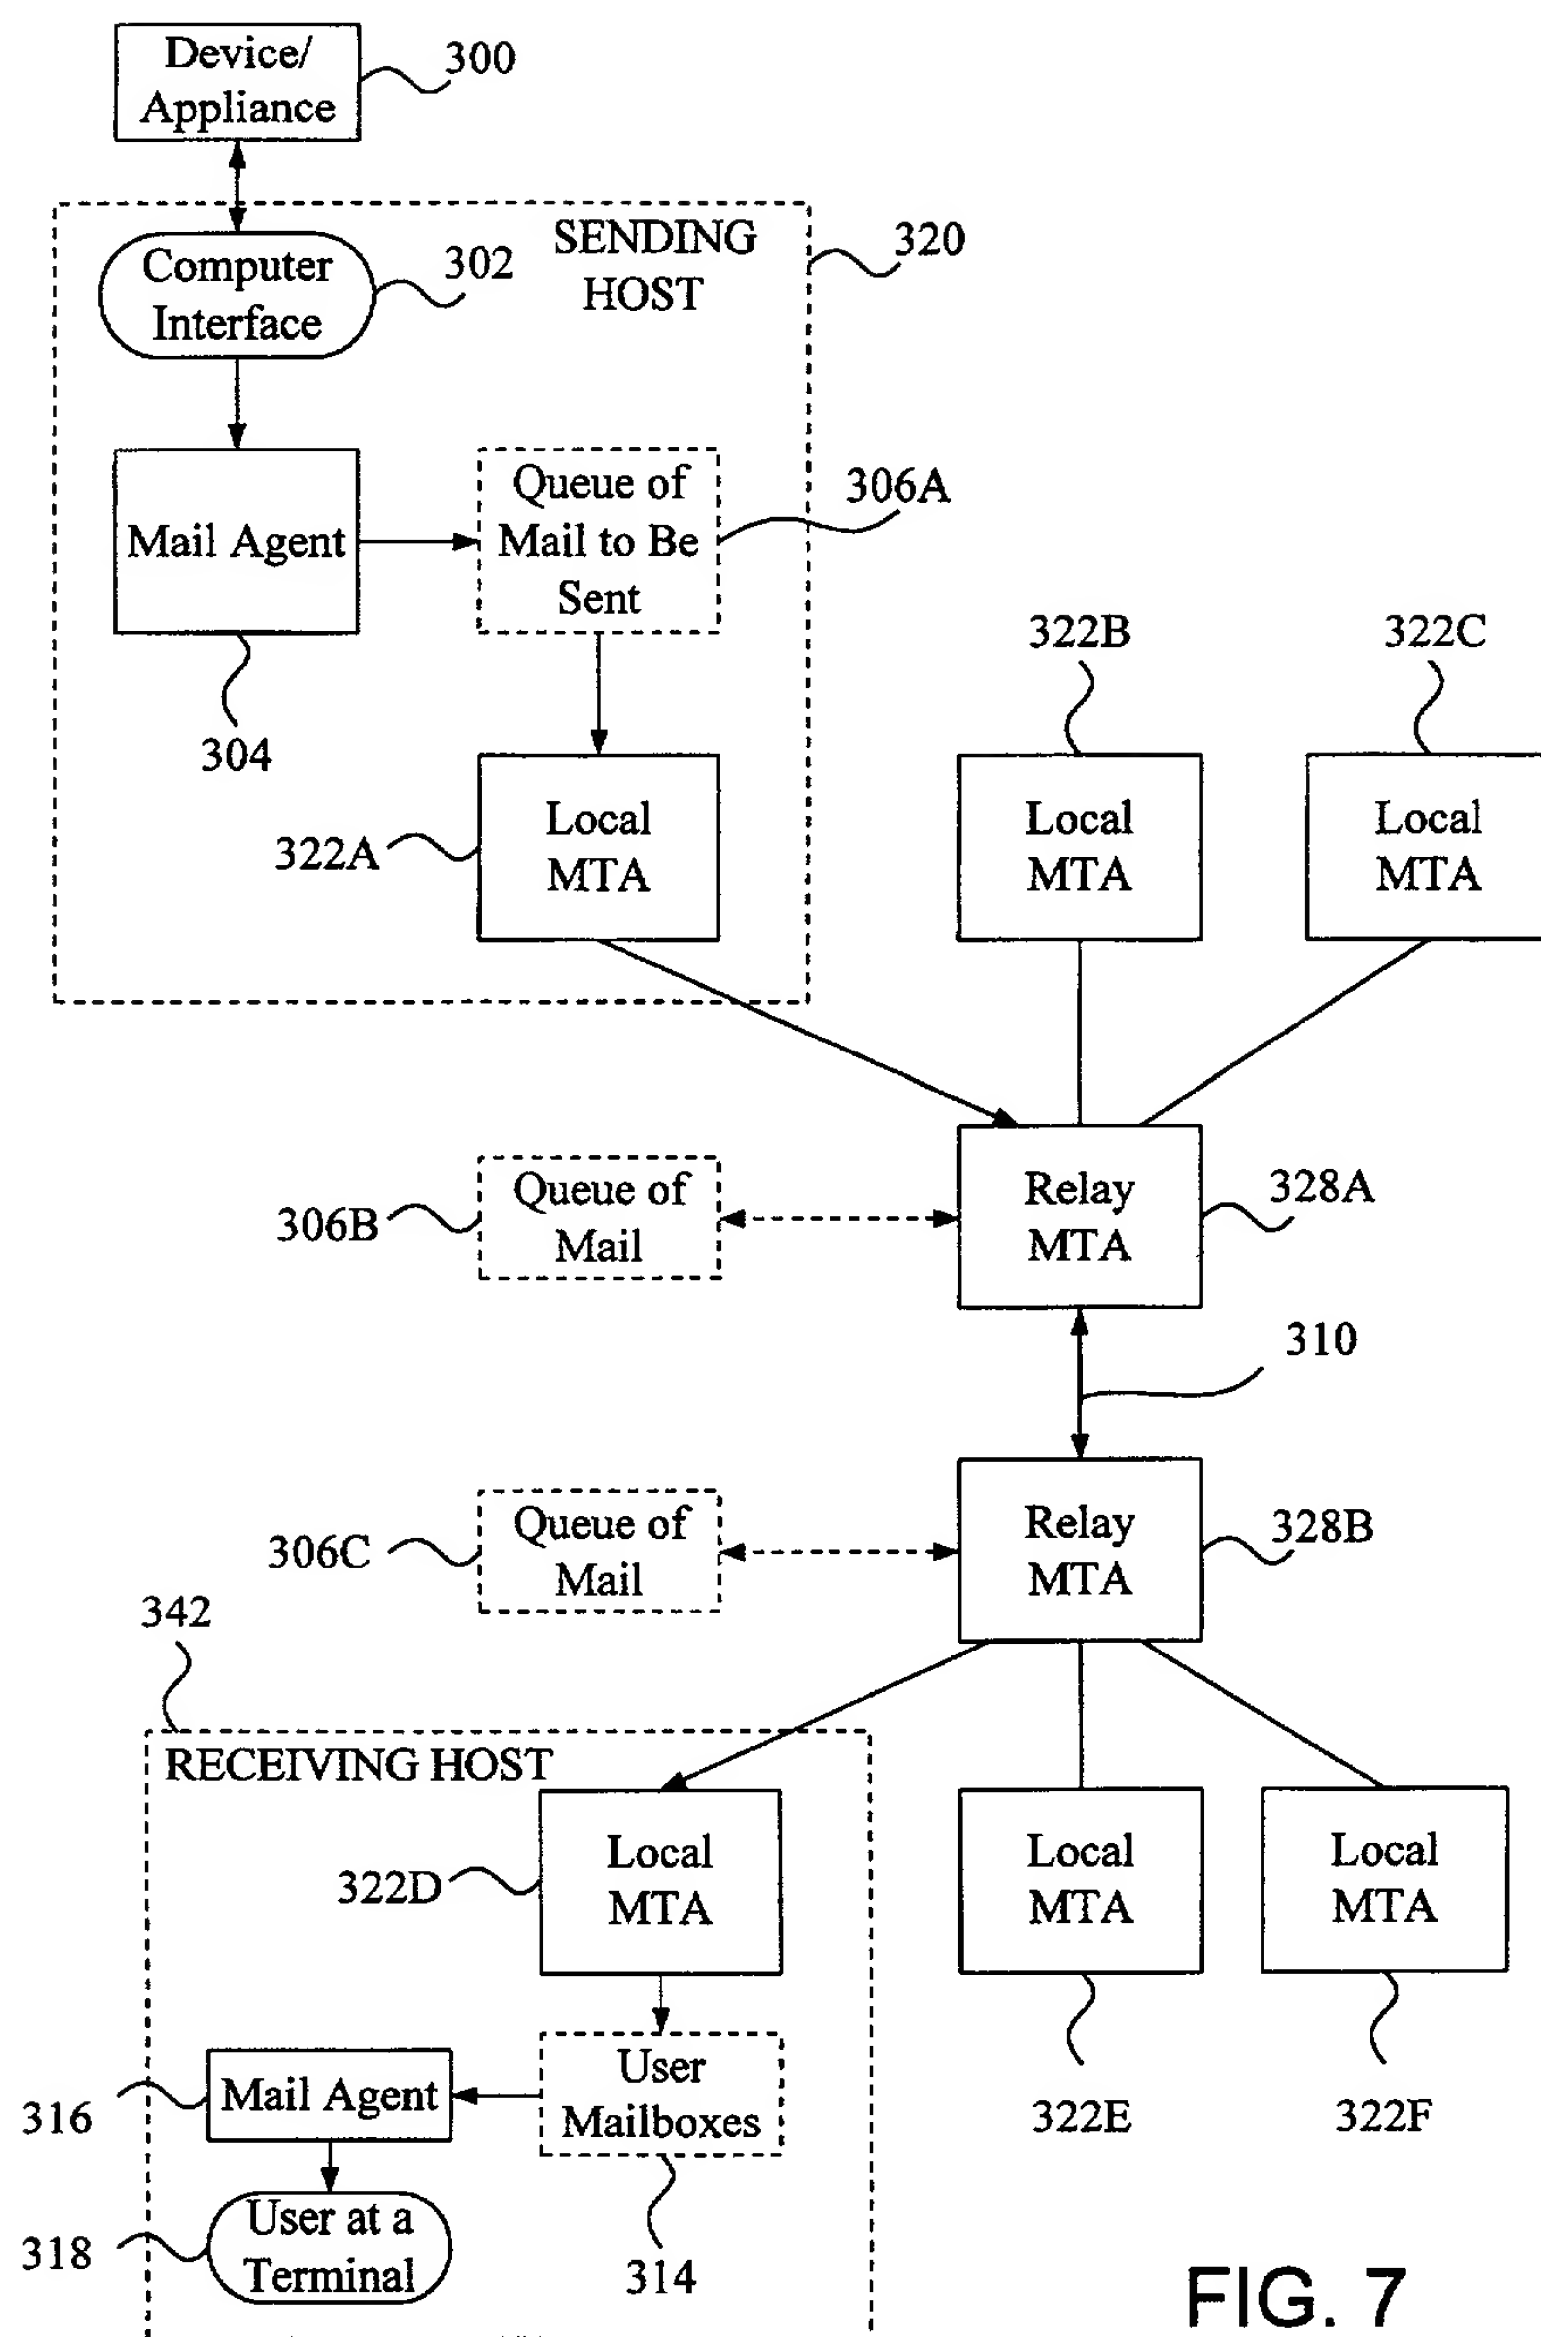 Device/
Appliance
300
SENDING
HOST
320
Computer
Interface
302
Mail Agent
304
Queue of
Mail to Be
Sent
306A
322B
322C
322A
Local
MTA
Local
MTA
Local
MTA
306B
Queue of
Mail
Relay
MTA
328A
310
306C
Queue of
Mail
Relay
MTA
328B
342
RECEIVING HOST
322D
Local
MTA
Local
MTA
Local
MTA
322E
322F
316
Mail Agent
User
Mailboxes
314
318
User at a
Terminal
FIG. 7